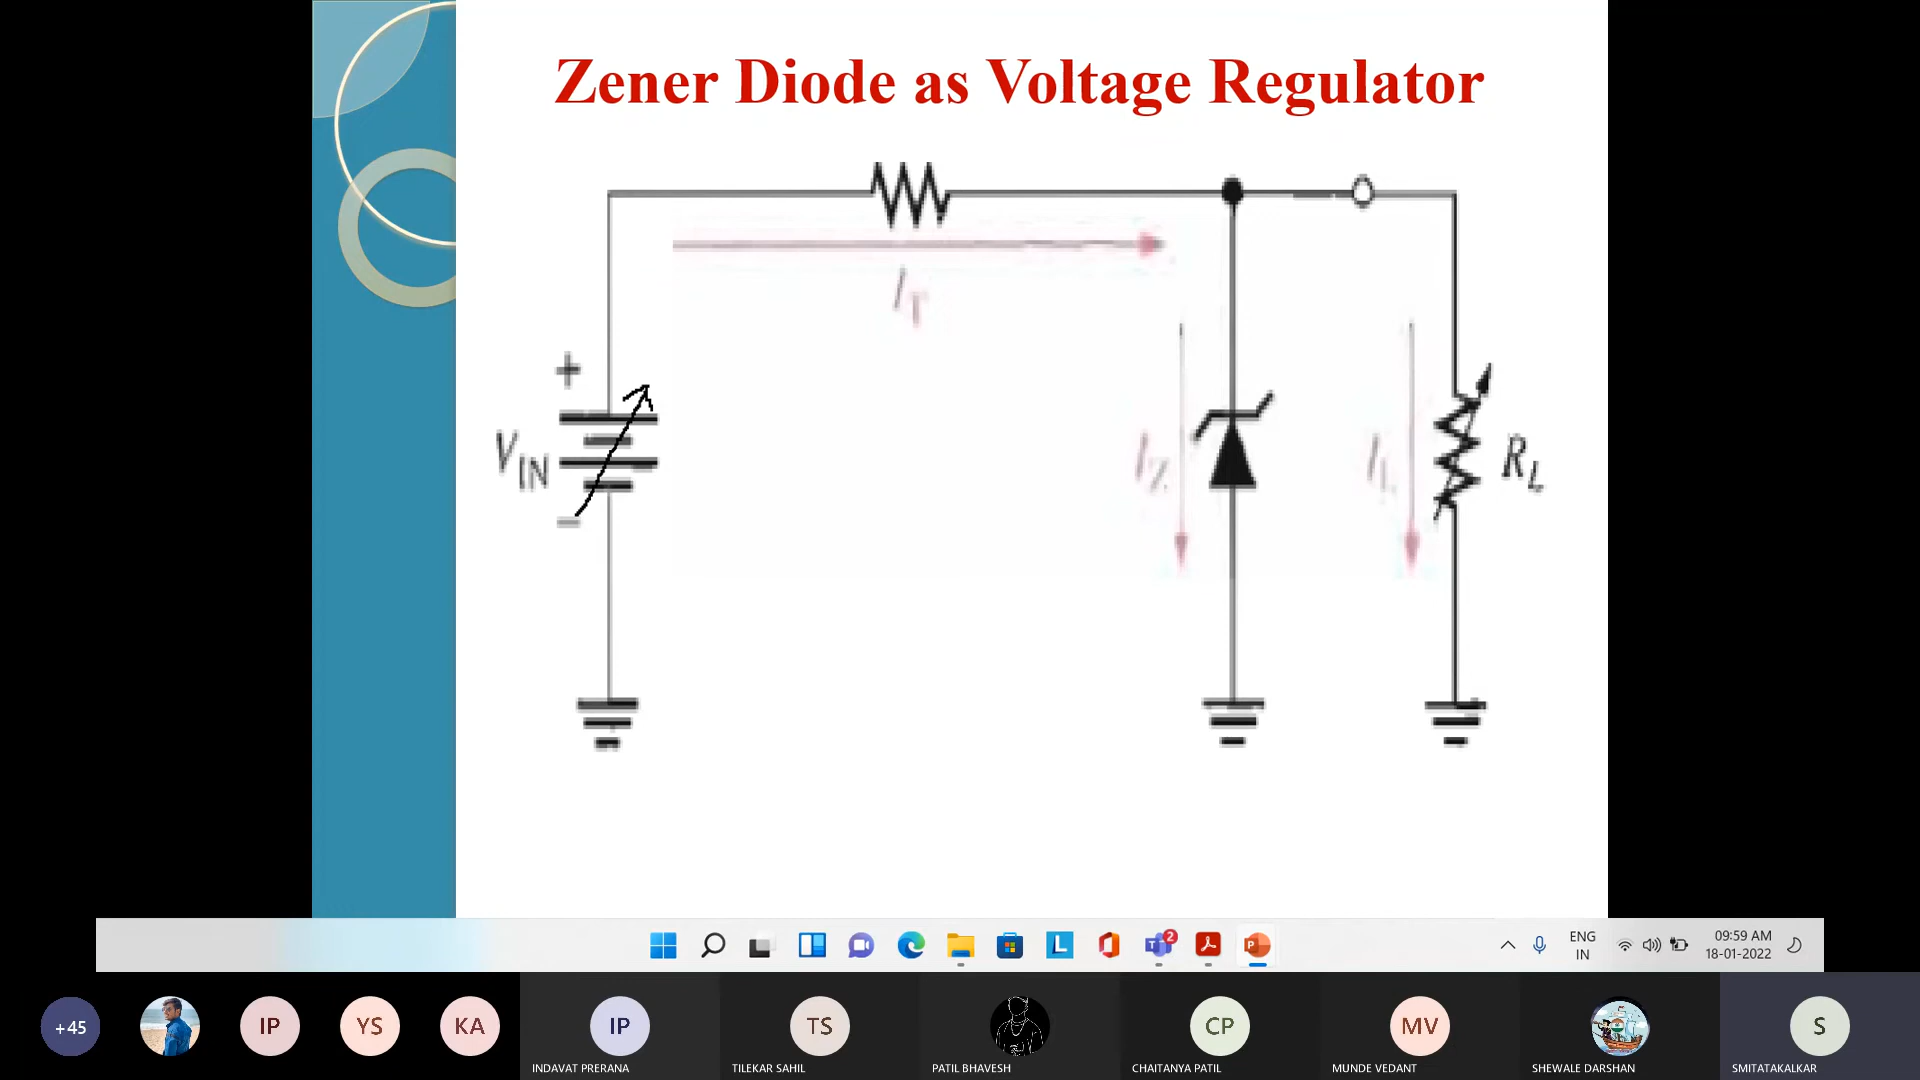 Zener Diode as Voltage Regulator
I_T
+
V_IN
−
I_Z
I_L
R_L
ENG
IN
09:59 AM
18-01-2022
2
+45
IP
YS
KA
IP
TS
CP
MV
S
INDAVAT PRERANA
TILEKAR SAHIL
PATIL BHAVESH
CHAITANYA PATIL
MUNDE VEDANT
SHEWALE DARSHAN
SMITATAKALKAR